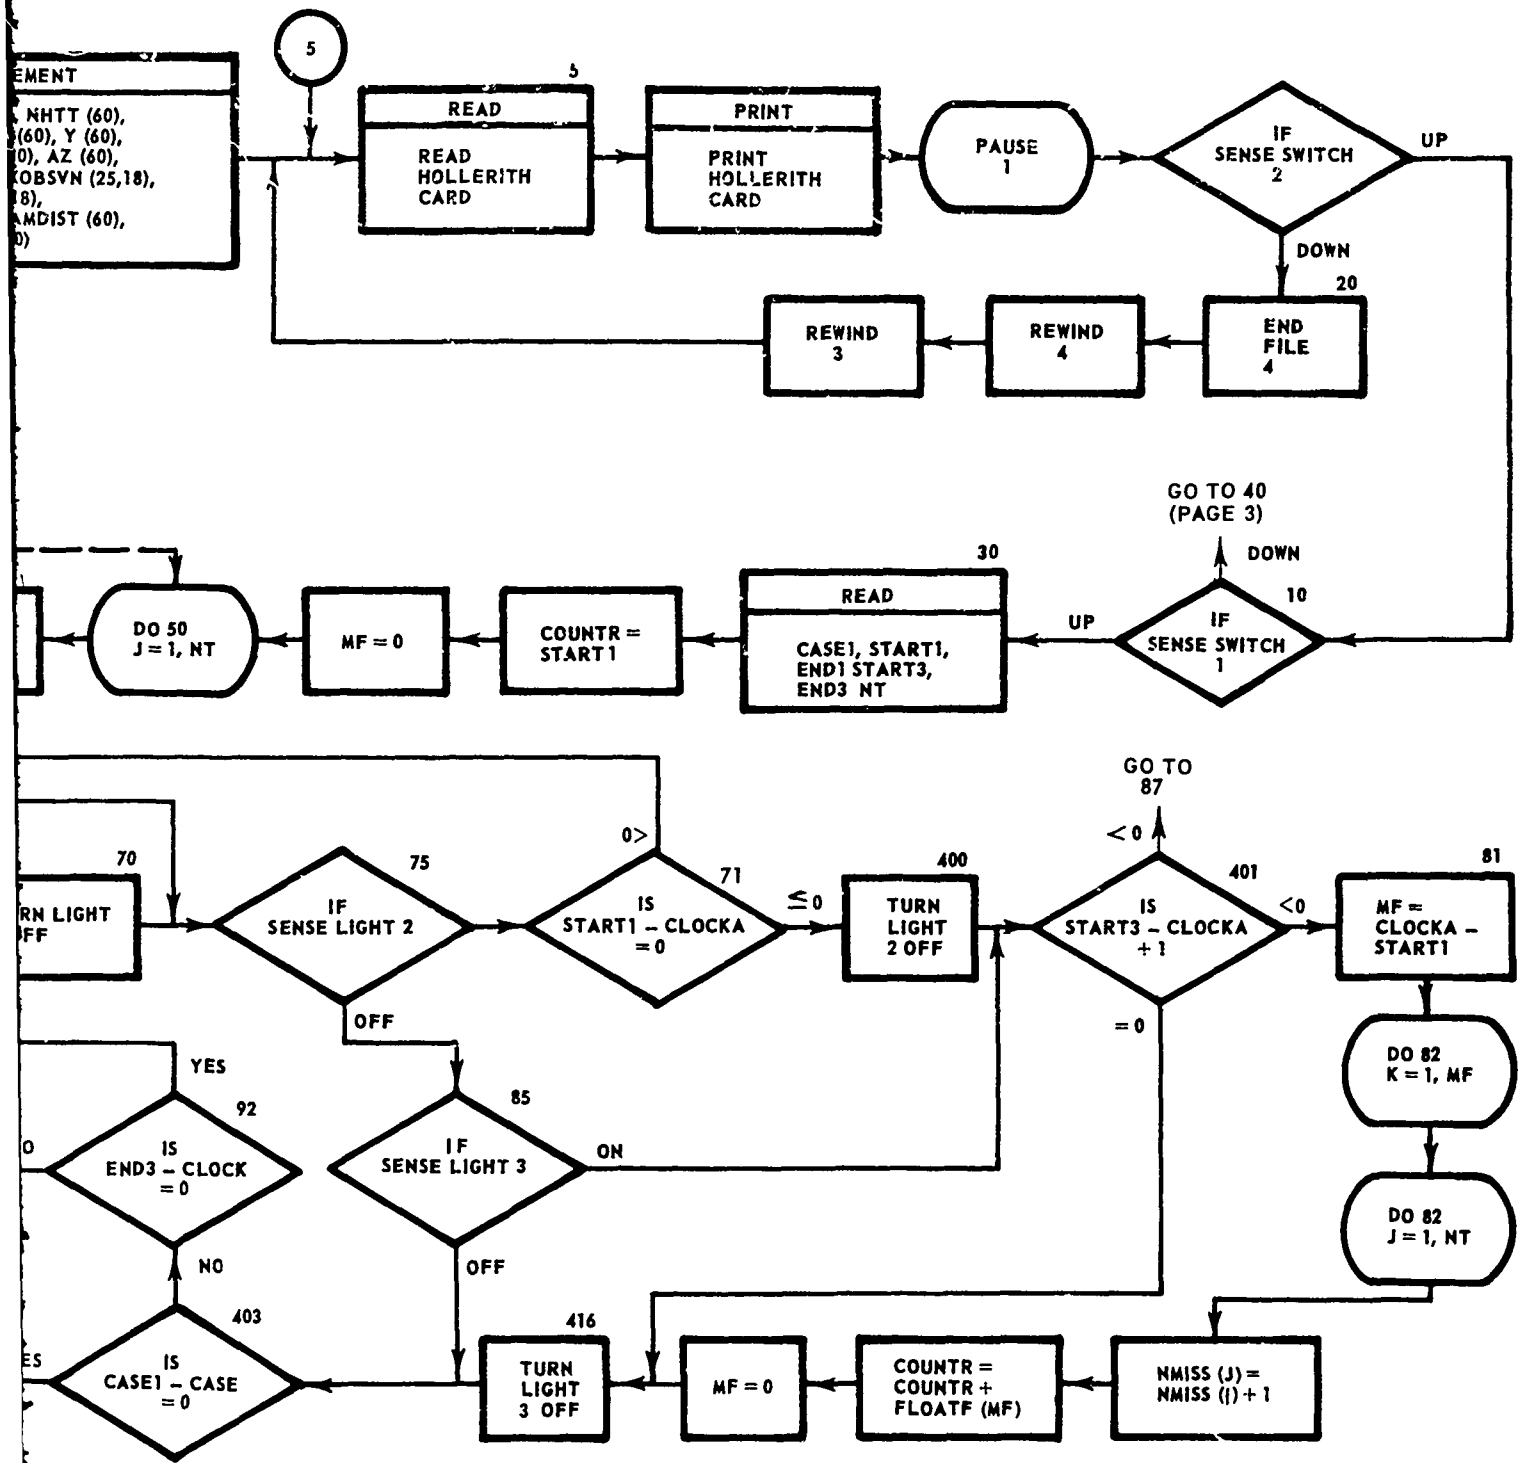 5
EMENT
, NHTT (60),
(60), Y (60),
0), AZ (60),
OBSVN (25,18),
8),
AMDIST (60),
0)
5
READ
READ
HOLLERITH
CARD
PRINT
PRINT
HOLLERITH
CARD
PAUSE
1
IF
SENSE SWITCH
2
UP
DOWN
20
END
FILE
4
REWIND
4
REWIND
3
GO TO 40
(PAGE 3)
DOWN
10
IF
SENSE SWITCH
1
UP
30
READ
CASE1, START1,
END1 START3,
END3 NT
COUNTR =
START1
MF = 0
DO 50
J = 1, NT
70
RN LIGHT
FF
75
IF
SENSE LIGHT 2
OFF
0>
71
IS
START1 – CLOCKA
= 0
≤0
400
TURN
LIGHT
2 OFF
GO TO
87
<0
401
IS
START3 – CLOCKA
+ 1
<0
= 0
81
MF =
CLOCKA –
START1
DO 82
K = 1, MF
DO 82
J = 1, NT
YES
92
IS
END3 – CLOCK
= 0
O
NO
85
IF
SENSE LIGHT 3
ON
OFF
403
IS
CASE1 – CASE
= 0
ES
416
TURN
LIGHT
3 OFF
MF = 0
COUNTR =
COUNTR +
FLOATF (MF)
NMISS (J) =
NMISS (J) + 1